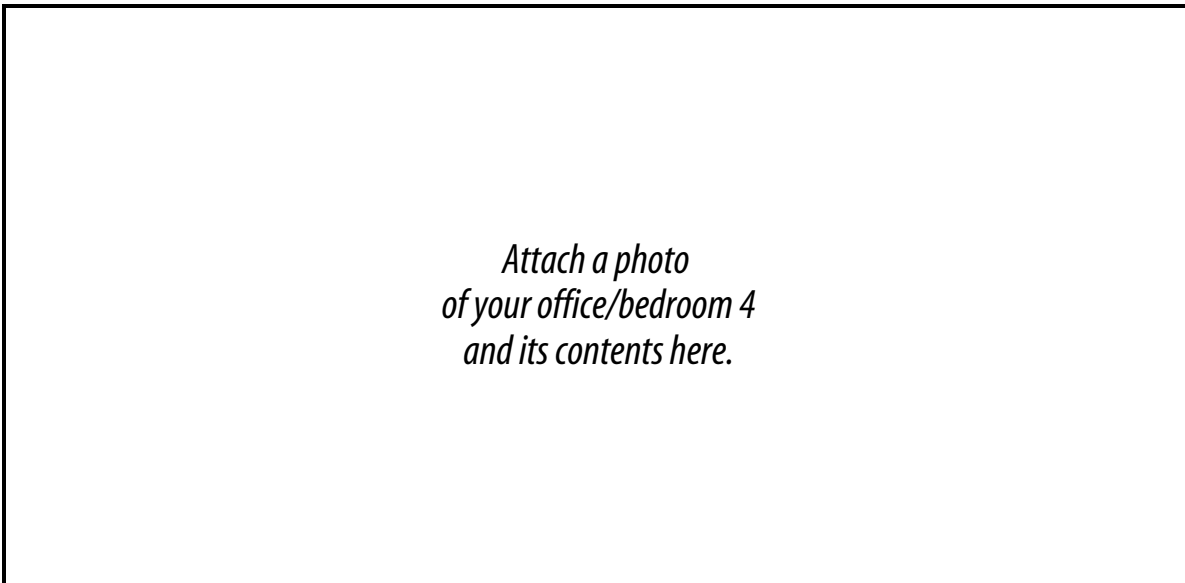 Attach a photo
of your office/bedroom 4
and its contents here.